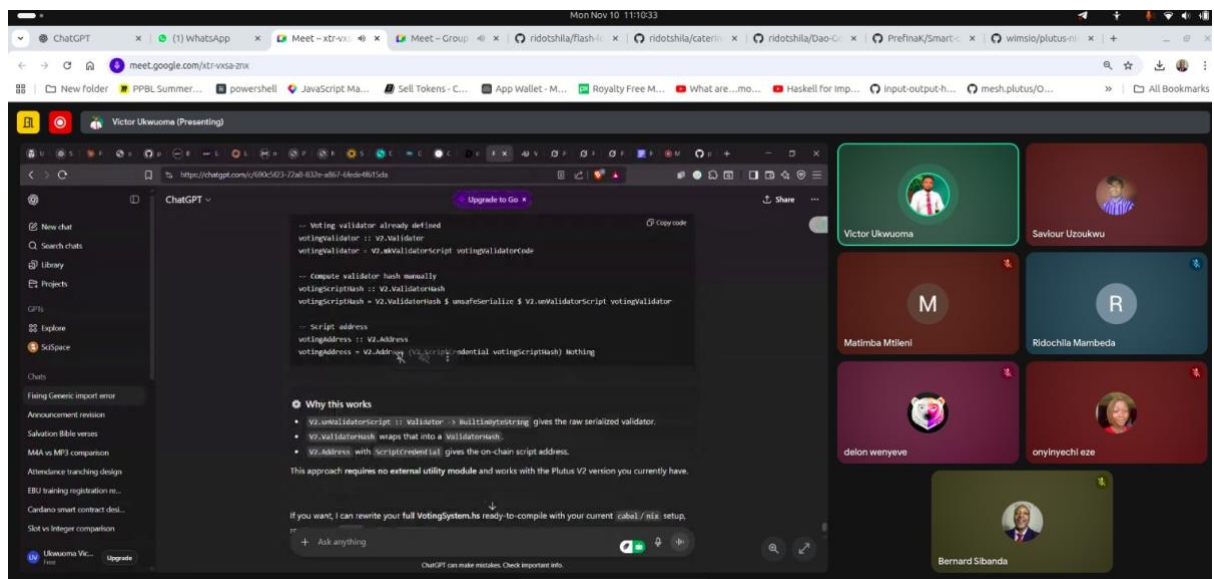 Mon Nov 10 11:10:33
ChatGPT
(1) WhatsApp
Meet – xtr-vxs
Meet – Group
ridotshila/flash-lo
ridotshila/caterin
ridotshila/Dao-Go
PrefinaK/Smart-c
wimsio/plutus-ni
meet.google.com/xtr-vxsa-znx
New folder
PPBL Summer...
powershell
JavaScript Ma...
Sell Tokens - C...
App Wallet - M...
Royalty Free M...
What are...mo...
Haskell for Imp...
input-output-h...
mesh.plutus/O...
All Bookmarks
Victor Ukwuoma (Presenting)
ChatGPT
Upgrade to Go
Share
New chat
Search chats
Library
Projects
GPTs
Explore
SciSpace
Chats
Fixing Generic import error
Announcement revision
Salvation Bible verses
M4A vs MP3 comparison
Attendance tranching design
EBU training registration re...
Cardano smart contract desi...
Slot vs Integer comparison
Ukwuoma Vic...
Free
Upgrade
Copy code
-- Voting validator already defined
votingValidator :: V2.Validator
votingValidator = V2.mkValidatorScript votingValidatorCode
-- Compute validator hash manually
votingScriptHash :: V2.ValidatorHash
votingScriptHash = V2.ValidatorHash $ unsafeSerialize $ V2.unValidatorScript votingValidator
-- Script address
votingAddress :: V2.Address
votingAddress = V2.Address (V2.ScriptCredential votingScriptHash) Nothing
Why this works
V2.unValidatorScript :: Validator -> BuiltinByteString gives the raw serialized validator.
V2.ValidatorHash wraps that into a ValidatorHash.
V2.Address with ScriptCredential gives the on-chain script address.
This approach requires no external utility module and works with the Plutus V2 version you currently have.
If you want, I can rewrite your full VotingSystem.hs ready-to-compile with your current cabal / nix setup,
Ask anything
ChatGPT can make mistakes. Check important info.
Victor Ukwuoma
Saviour Uzoukwu
M
Matimba Mtileni
R
Ridochila Mambeda
delon wenyeve
onyinyechi eze
Bernard Sibanda